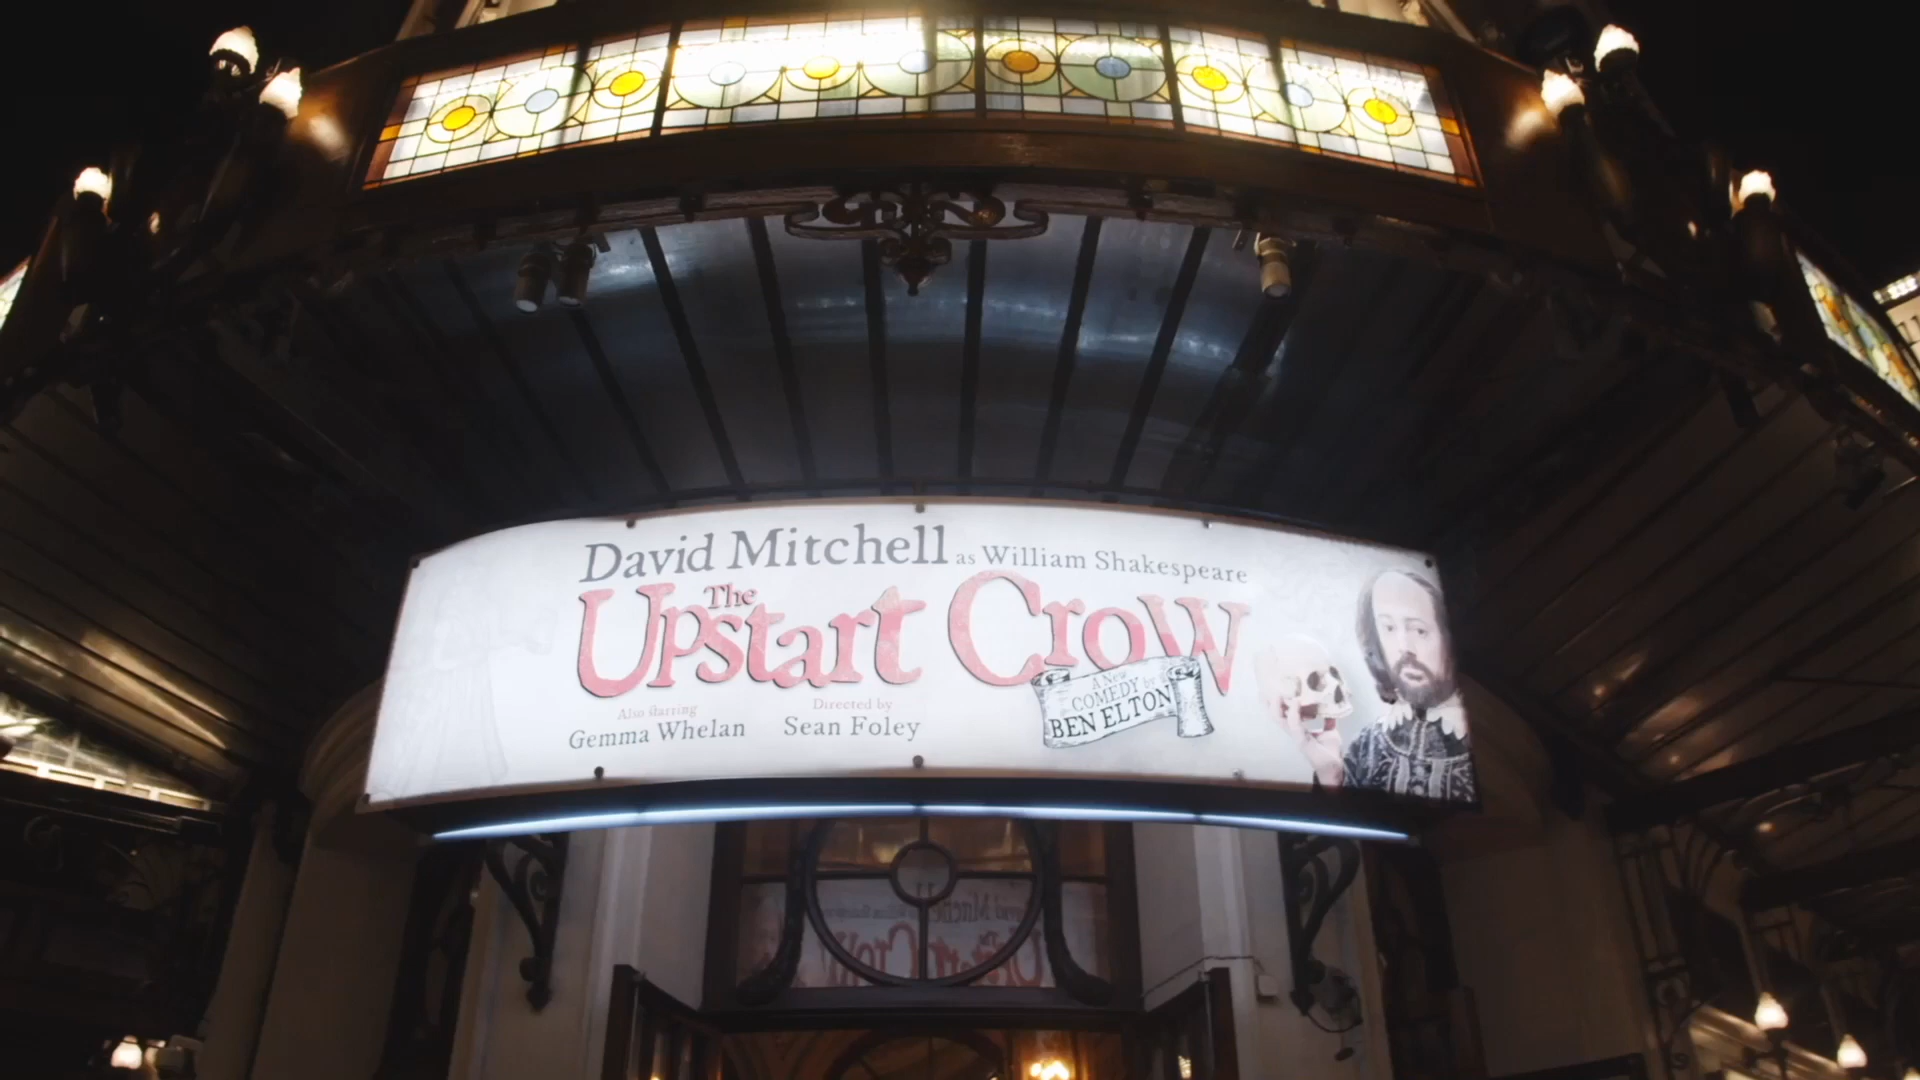 David Mitchell as William Shakespeare
The
Upstart Crow
A New
COMEDY by
BEN ELTON
Also starring
Gemma Whelan
Directed by
Sean Foley